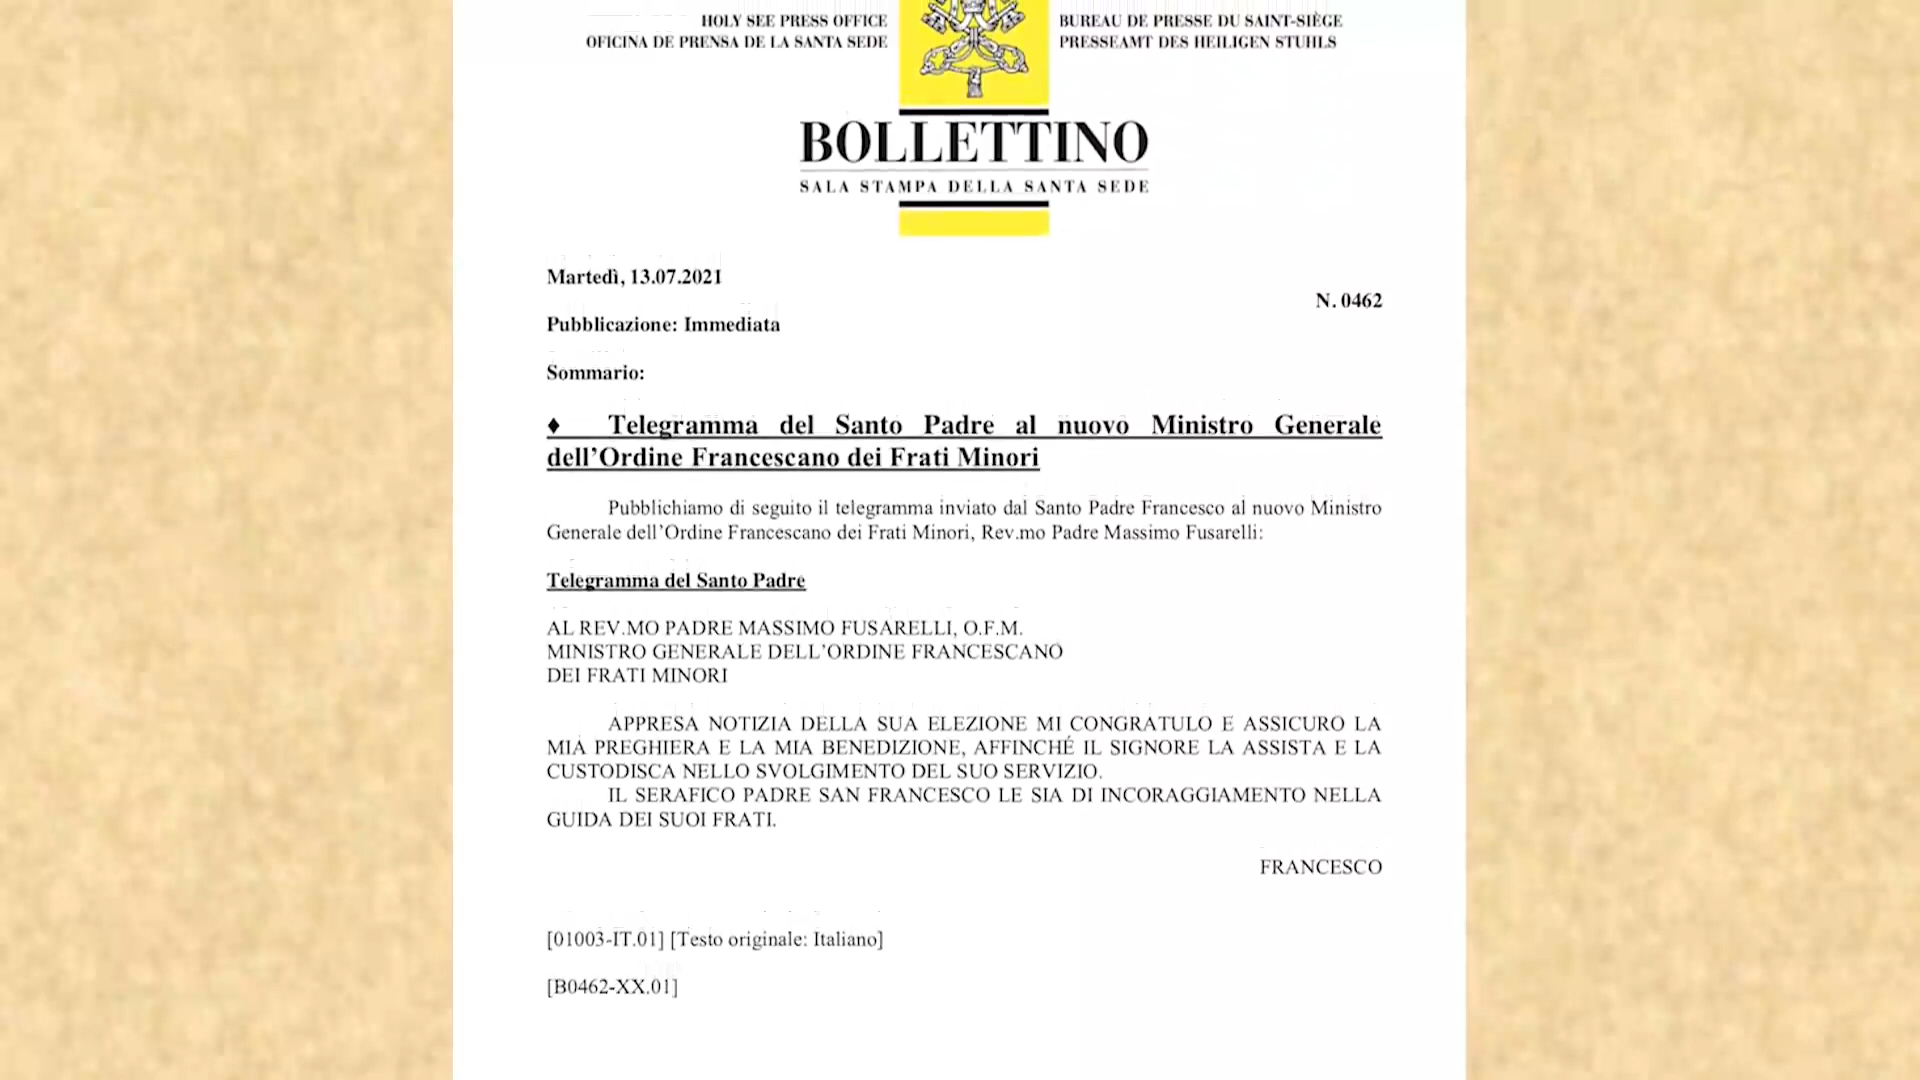 HOLY SEE PRESS OFFICE
OFICINA DE PRENSA DE LA SANTA SEDE
BUREAU DE PRESSE DU SAINT-SIÈGE
PRESSEAMT DES HEILIGEN STUHLS
BOLLETTINO
SALA STAMPA DELLA SANTA SEDE
Martedì, 13.07.2021
N. 0462
Pubblicazione: Immediata
Sommario:
♦ Telegramma del Santo Padre al nuovo Ministro Generale
dell’Ordine Francescano dei Frati Minori
Pubblichiamo di seguito il telegramma inviato dal Santo Padre Francesco al nuovo Ministro
Generale dell’Ordine Francescano dei Frati Minori, Rev.mo Padre Massimo Fusarelli:
Telegramma del Santo Padre
AL REV.MO PADRE MASSIMO FUSARELLI, O.F.M.
MINISTRO GENERALE DELL’ORDINE FRANCESCANO
DEI FRATI MINORI
APPRESA NOTIZIA DELLA SUA ELEZIONE MI CONGRATULO E ASSICURO LA
MIA PREGHIERA E LA MIA BENEDIZIONE, AFFINCHÉ IL SIGNORE LA ASSISTA E LA
CUSTODISCA NELLO SVOLGIMENTO DEL SUO SERVIZIO.
IL SERAFICO PADRE SAN FRANCESCO LE SIA DI INCORAGGIAMENTO NELLA
GUIDA DEI SUOI FRATI.
FRANCESCO
[01003-IT.01] [Testo originale: Italiano]
[B0462-XX.01]